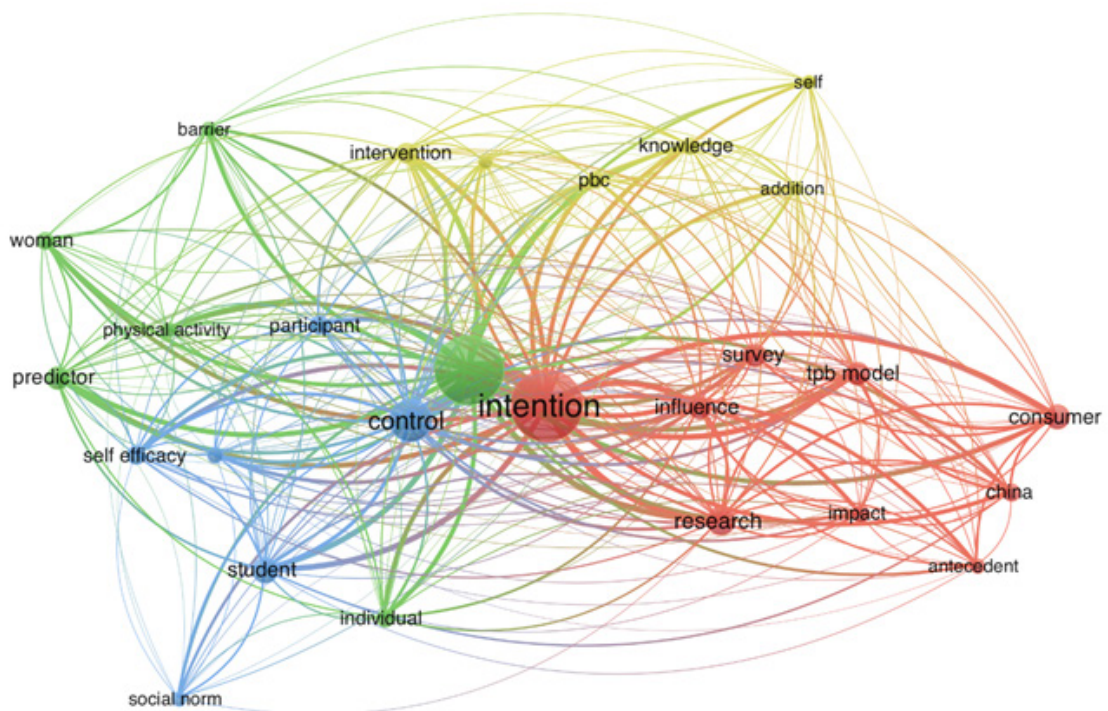 self
barrier
knowledge
intervention
pbc
addition
woman
physical activity
participant
survey
tpb model
predictor
intention
influence
control
consumer
self efficacy
china
impact
research
student
antecedent
individual
social norm